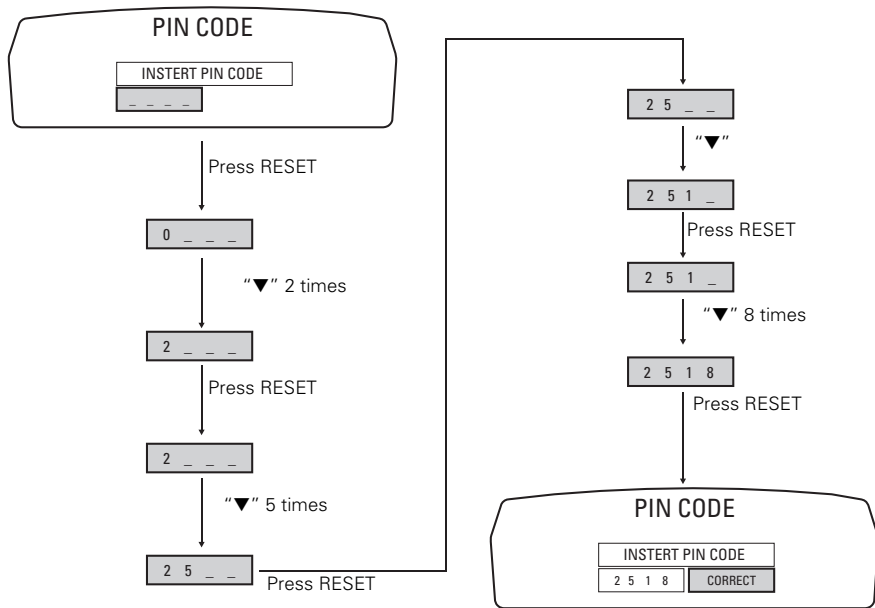 PIN CODE
INSTERT PIN CODE
_ _ _ _
Press RESET
0 _ _ _
“▼” 2 times
2 _ _ _
Press RESET
2 _ _ _
“▼” 5 times
2 5 _ _
Press RESET
2 5 _ _
“▼”
2 5 1 _
Press RESET
2 5 1 _
“▼” 8 times
2 5 1 8
Press RESET
PIN CODE
INSTERT PIN CODE
2 5 1 8 CORRECT